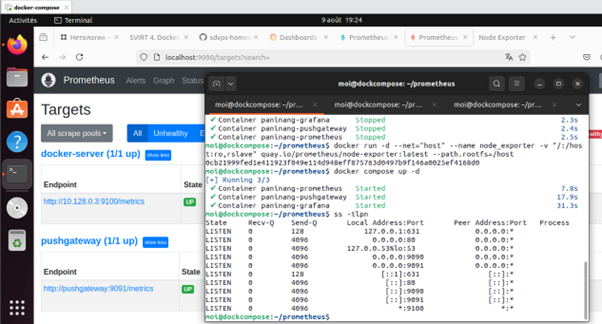 docker-compose
Activités
Terminal
9 août 19:24
Нетология -
SVIRT 4. Docker.
sdvps-homew
Dashboards -
Prometheus
Prometheus
Node Exporter
localhost:9090/targets?search=
Prometheus
Alerts
Graph
Status
Targets
All scrape pools
All
Unhealthy
docker-server (1/1 up)
show less
Endpoint
State
http://10.128.0.3:9100/metrics
UP
pushgateway (1/1 up)
show less
Endpoint
State
http://pushgateway:9091/metrics
UP
moi@dockcompose: ~/prometheus
moi@dockcompose: ~/pr...
moi@dockcompose: ~/pro...
moi@dockcompose: ~/pro...
✔ Container paninang-grafana Stopped 2.3s
✔ Container paninang-pushgateway Stopped 2.4s
✔ Container paninang-prometheus Stopped 2.5s
moi@dockcompose:~/prometheus$ docker run -d --net="host" --name node_exporter -v "/:/host:ro,rslave" quay.io/prometheus/node-exporter:latest --path.rootfs=/host
moi@dockcompose:~/prometheus$ docker compose up -d
[+] Running 3/3
✔ Container paninang-prometheus Started 7.8s
✔ Container paninang-pushgateway Started 17.9s
✔ Container paninang-grafana Started 31.3s
moi@dockcompose:~/prometheus$ ss -tlpn
State Recv-Q Send-Q Local Address:Port Peer Address:Port Process
LISTEN 0 128 127.0.0.1:631 0.0.0.0:*
LISTEN 0 4096 0.0.0.0:80 0.0.0.0:*
LISTEN 0 4096 127.0.0.53%lo:53 0.0.0.0:*
LISTEN 0 4096 0.0.0.0:9090 0.0.0.0:*
LISTEN 0 4096 0.0.0.0:9091 0.0.0.0:*
LISTEN 0 128 [::1]:631 [::]:*
LISTEN 0 4096 [::]:80 [::]:*
LISTEN 0 4096 [::]:9090 [::]:*
LISTEN 0 4096 [::]:9091 [::]:*
LISTEN 0 4096 *:9100 *:*
moi@dockcompose:~/prometheus$